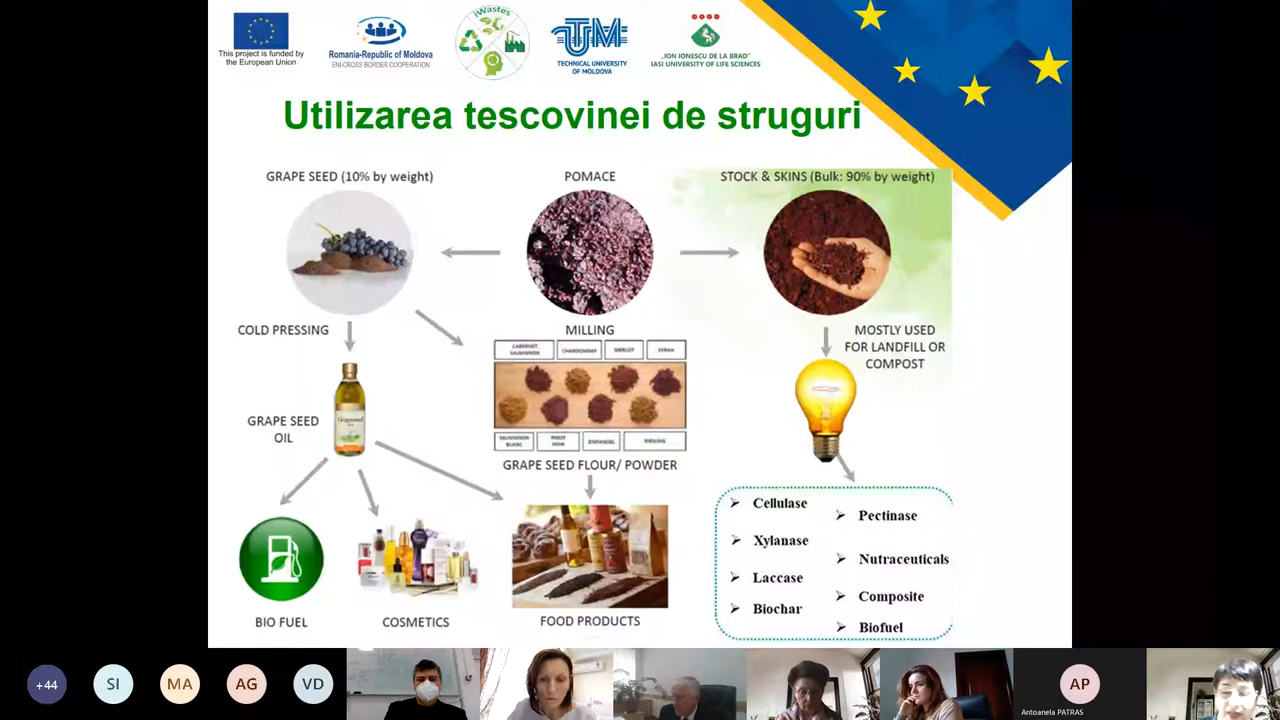 This project is funded by
the European Union
Romania-Republic of Moldova
ENI-CROSS BORDER COOPERATION
iWastes
UTM
TECHNICAL UNIVERSITY
OF MOLDOVA
„ION IONESCU DE LA BRAD"
IASI UNIVERSITY OF LIFE SCIENCES
Utilizarea tescovinei de struguri
GRAPE SEED (10% by weight)
POMACE
STOCK & SKINS (Bulk: 90% by weight)
COLD PRESSING
MILLING
MOSTLY USED
FOR LANDFILL OR
COMPOST
CABERNET
SAUVIGNON
CHARDONNAY
MERLOT
SYRAH
GRAPE SEED
OIL
SAUVIGNON
BLANC
PINOT
NOIR
ZINFANDEL
RIESLING
GRAPE SEED FLOUR/ POWDER
Cellulase
Pectinase
Xylanase
Nutraceuticals
Laccase
Composite
Biochar
Biofuel
BIO FUEL
COSMETICS
FOOD PRODUCTS
+44
SI
MA
AG
VD
AP
Antoanela PATRAS